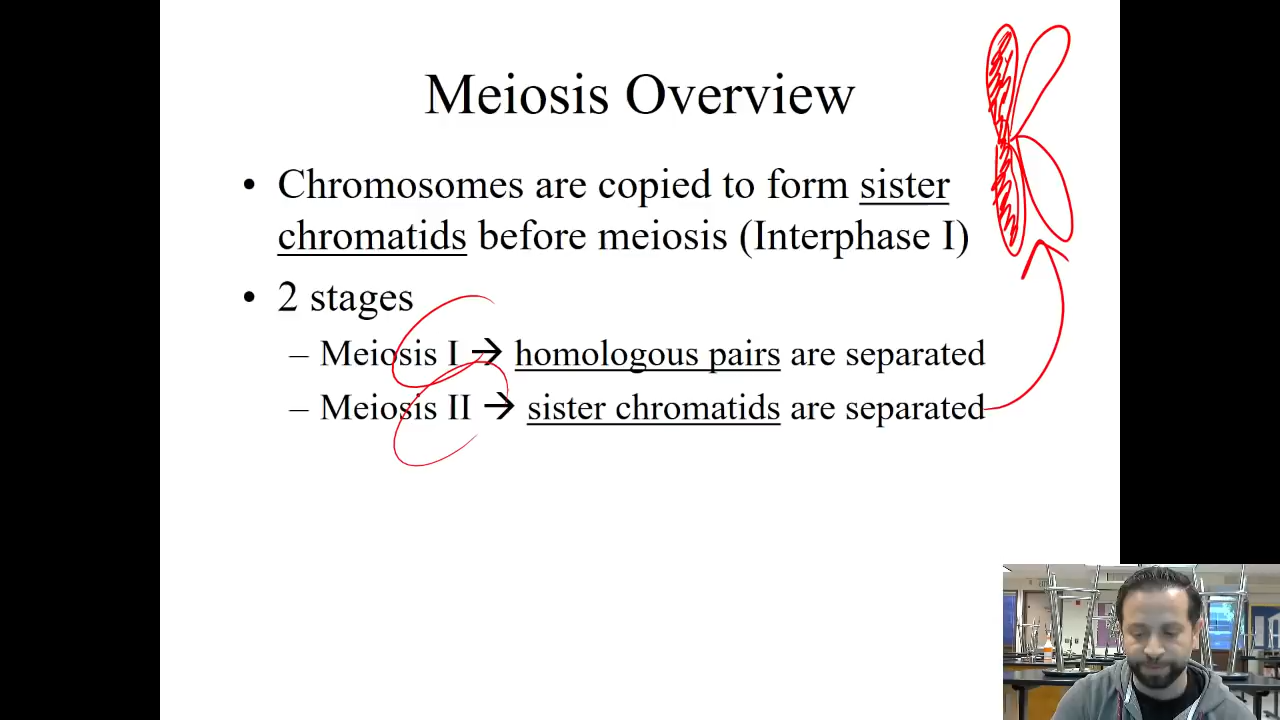 Meiosis Overview
• Chromosomes are copied to form sister
chromatids before meiosis (Interphase I)
• 2 stages
– Meiosis I → homologous pairs are separated
– Meiosis II → sister chromatids are separated